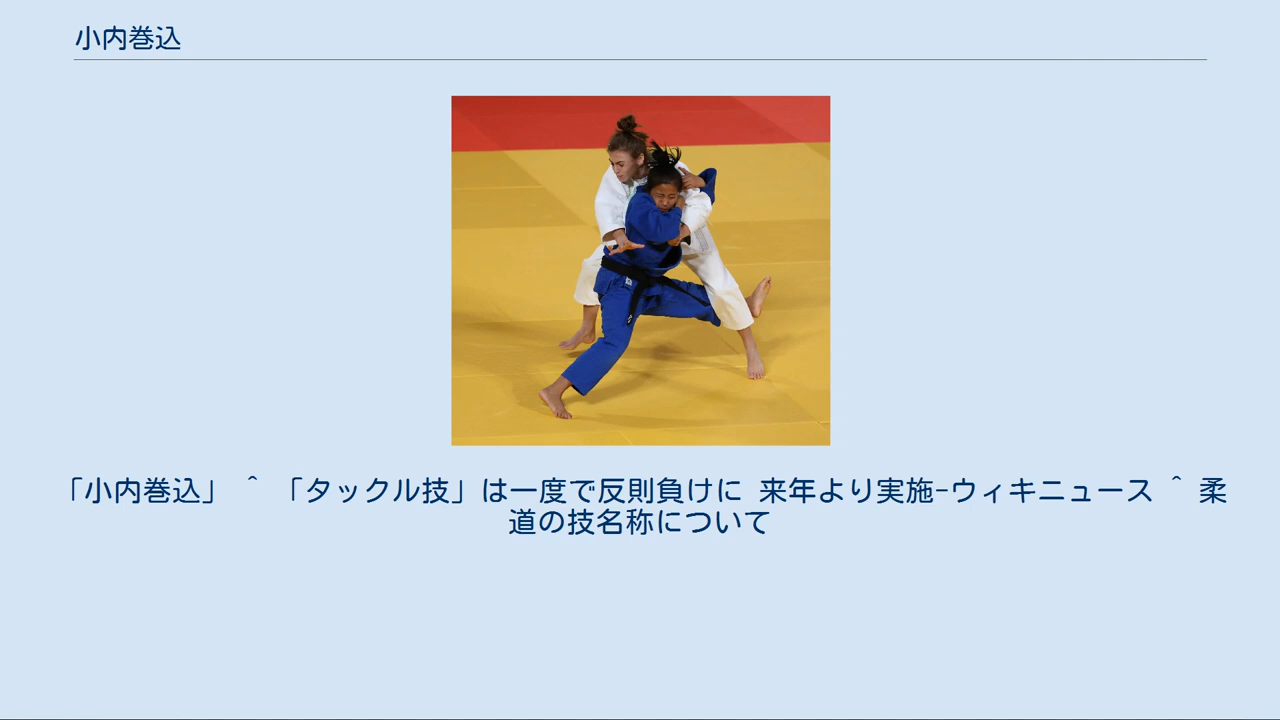 小内巻込
「小内巻込」 ^ 「タックル技」は一度で反則負けに 来年より実施-ウィキニュース ^ 柔
道の技名称について